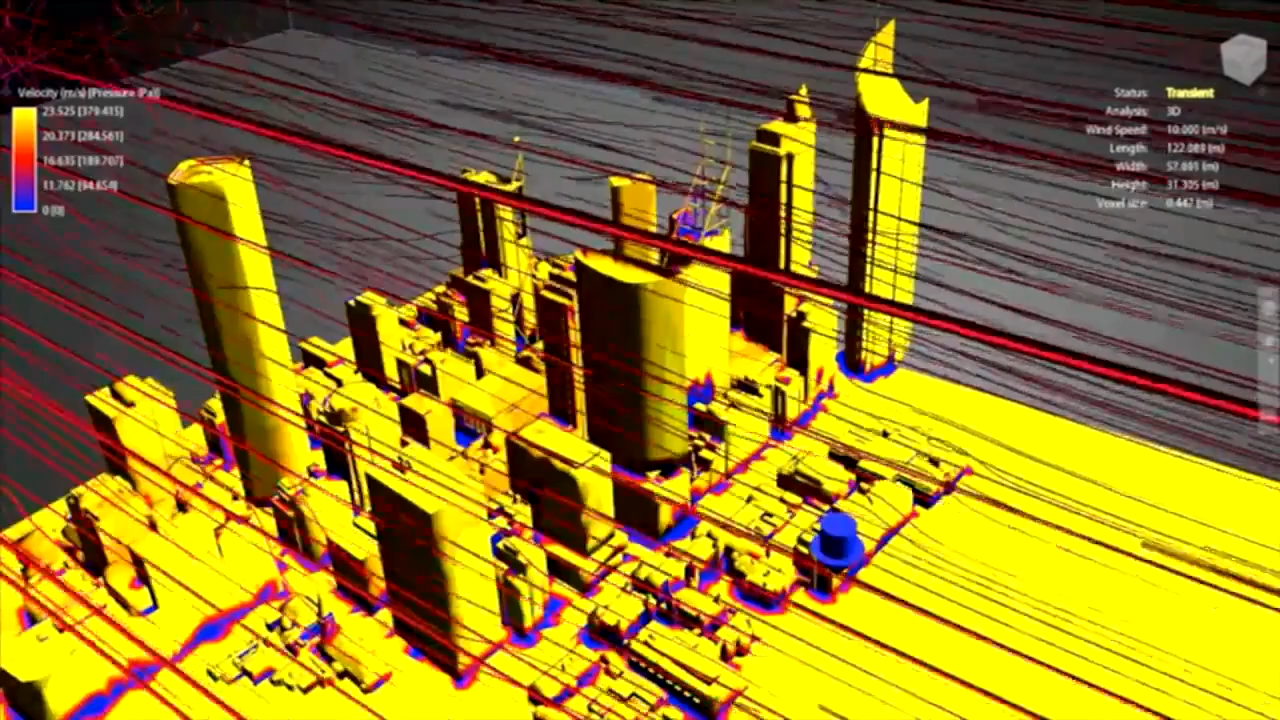 Velocity (m/s) [Pressure (Pa)]
23.525 [379.415]
20.373 [284.561]
16.635 [189.707]
11.762 [94.854]
0 [0]
Status: Transient
Analysis: 3D
Wind Speed: 10.000 (m/s)
Length: 122.089 (m)
Width: 57.691 (m)
Height: 31.305 (m)
Voxel size: 0.447 (m)